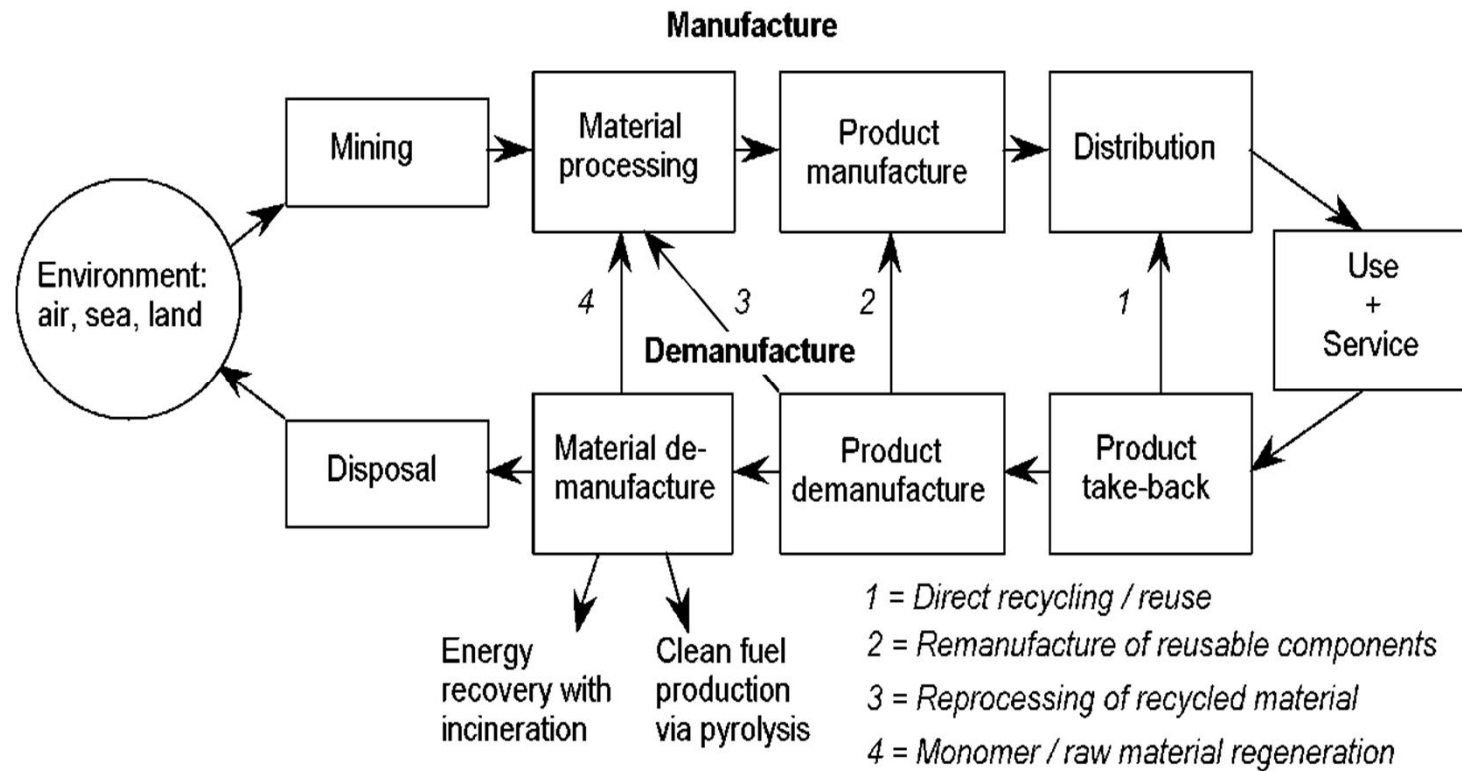 Manufacture
Mining
Material
processing
Product
manufacture
Distribution
Environment:
air, sea, land
Use
+
Service
4
3
2
1
Demanufacture
Disposal
Material de-
manufacture
Product
demanufacture
Product
take-back
Energy
recovery with
incineration
Clean fuel
production
via pyrolysis
1 = Direct recycling / reuse
2 = Remanufacture of reusable components
3 = Reprocessing of recycled material
4 = Monomer / raw material regeneration